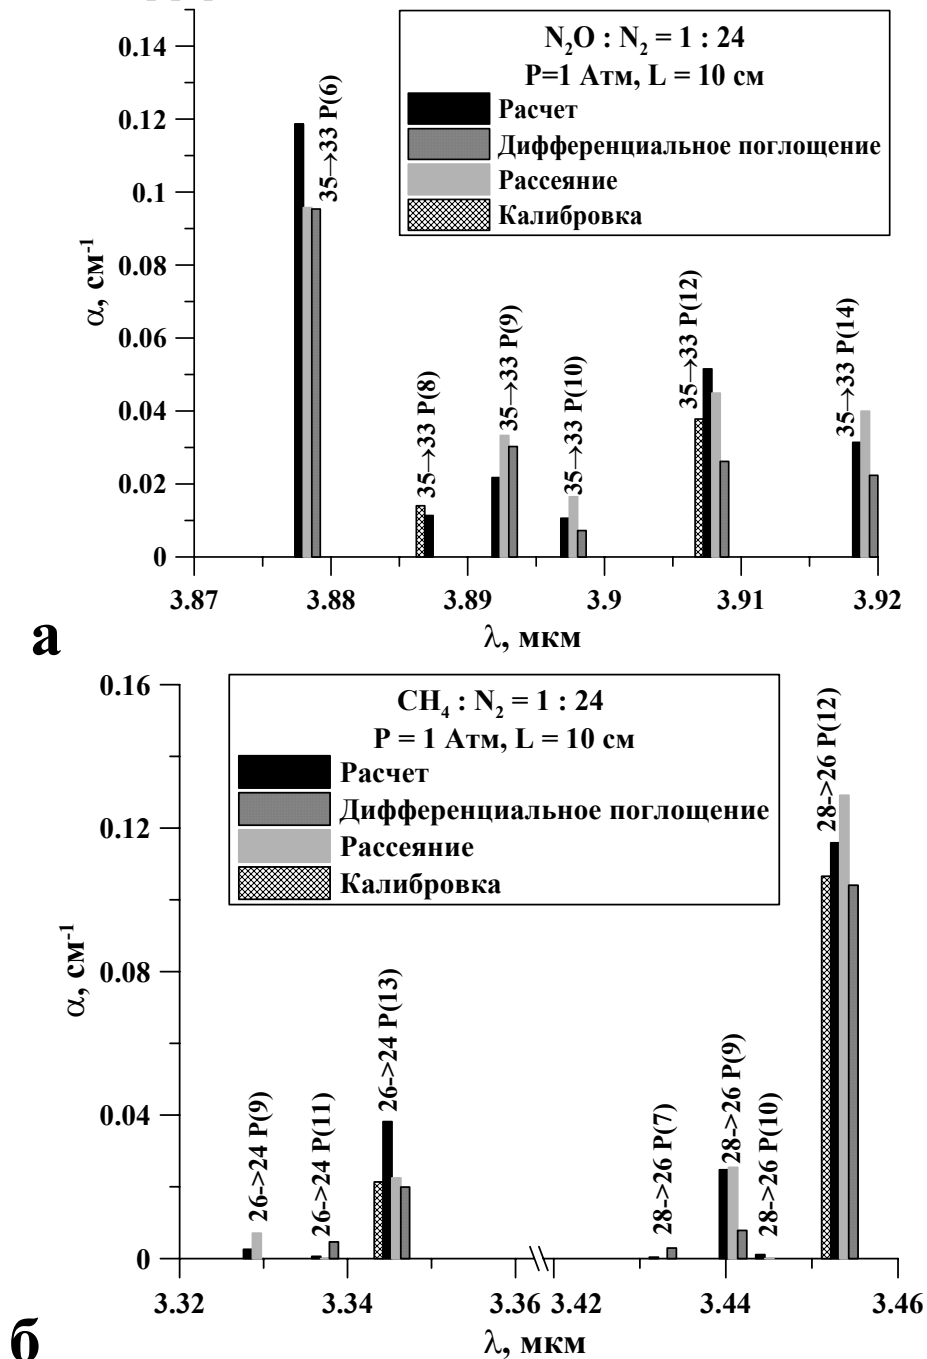 N₂O : N₂ = 1 : 24
P=1 Атм, L = 10 см
Расчет
Дифференциальное поглощение
Рассеяние
Калибровка
α, см⁻¹
0.14
0.12
0.1
0.08
0.06
0.04
0.02
0
35→33 P(6)
35→33 P(8)
35→33 P(9)
35→33 P(10)
35→33 P(12)
35→33 P(14)
3.87 3.88 3.89 3.9 3.91 3.92
λ, мкм
а
CH₄ : N₂ = 1 : 24
P = 1 Атм, L = 10 см
Расчет
Дифференциальное поглощение
Рассеяние
Калибровка
α, см⁻¹
0.16
0.12
0.08
0.04
0
26->24 P(9)
26->24 P(11)
26->24 P(13)
28->26 P(7)
28->26 P(9)
28->26 P(10)
28->26 P(12)
3.32 3.34 3.36 3.42 3.44 3.46
λ, мкм
б